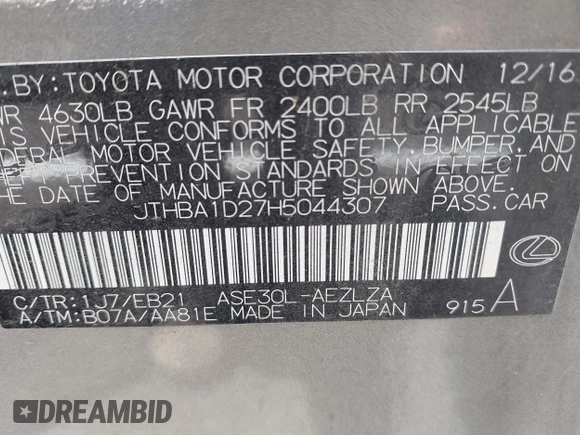 .BY:TOYOTA MOTOR CORPORATION 12/16
WR 4630LB GAWR FR 2400LB RR 2545LB
IS VEHICLE CONFORMS TO ALL APPLICABLE
DERAL MOTOR VEHICLE SAFETY, BUMPER, AND
HEFT PREVENTION STANDARDS IN EFFECT ON
HE DATE OF MANUFACTURE SHOWN ABOVE.
JTHBA1D27H5044307 PASS.CAR
C/TR:1J7/EB21 ASE30L-AEZLZA
A/TM:B07A/AA81E MADE IN JAPAN 915 A
DREAMBID